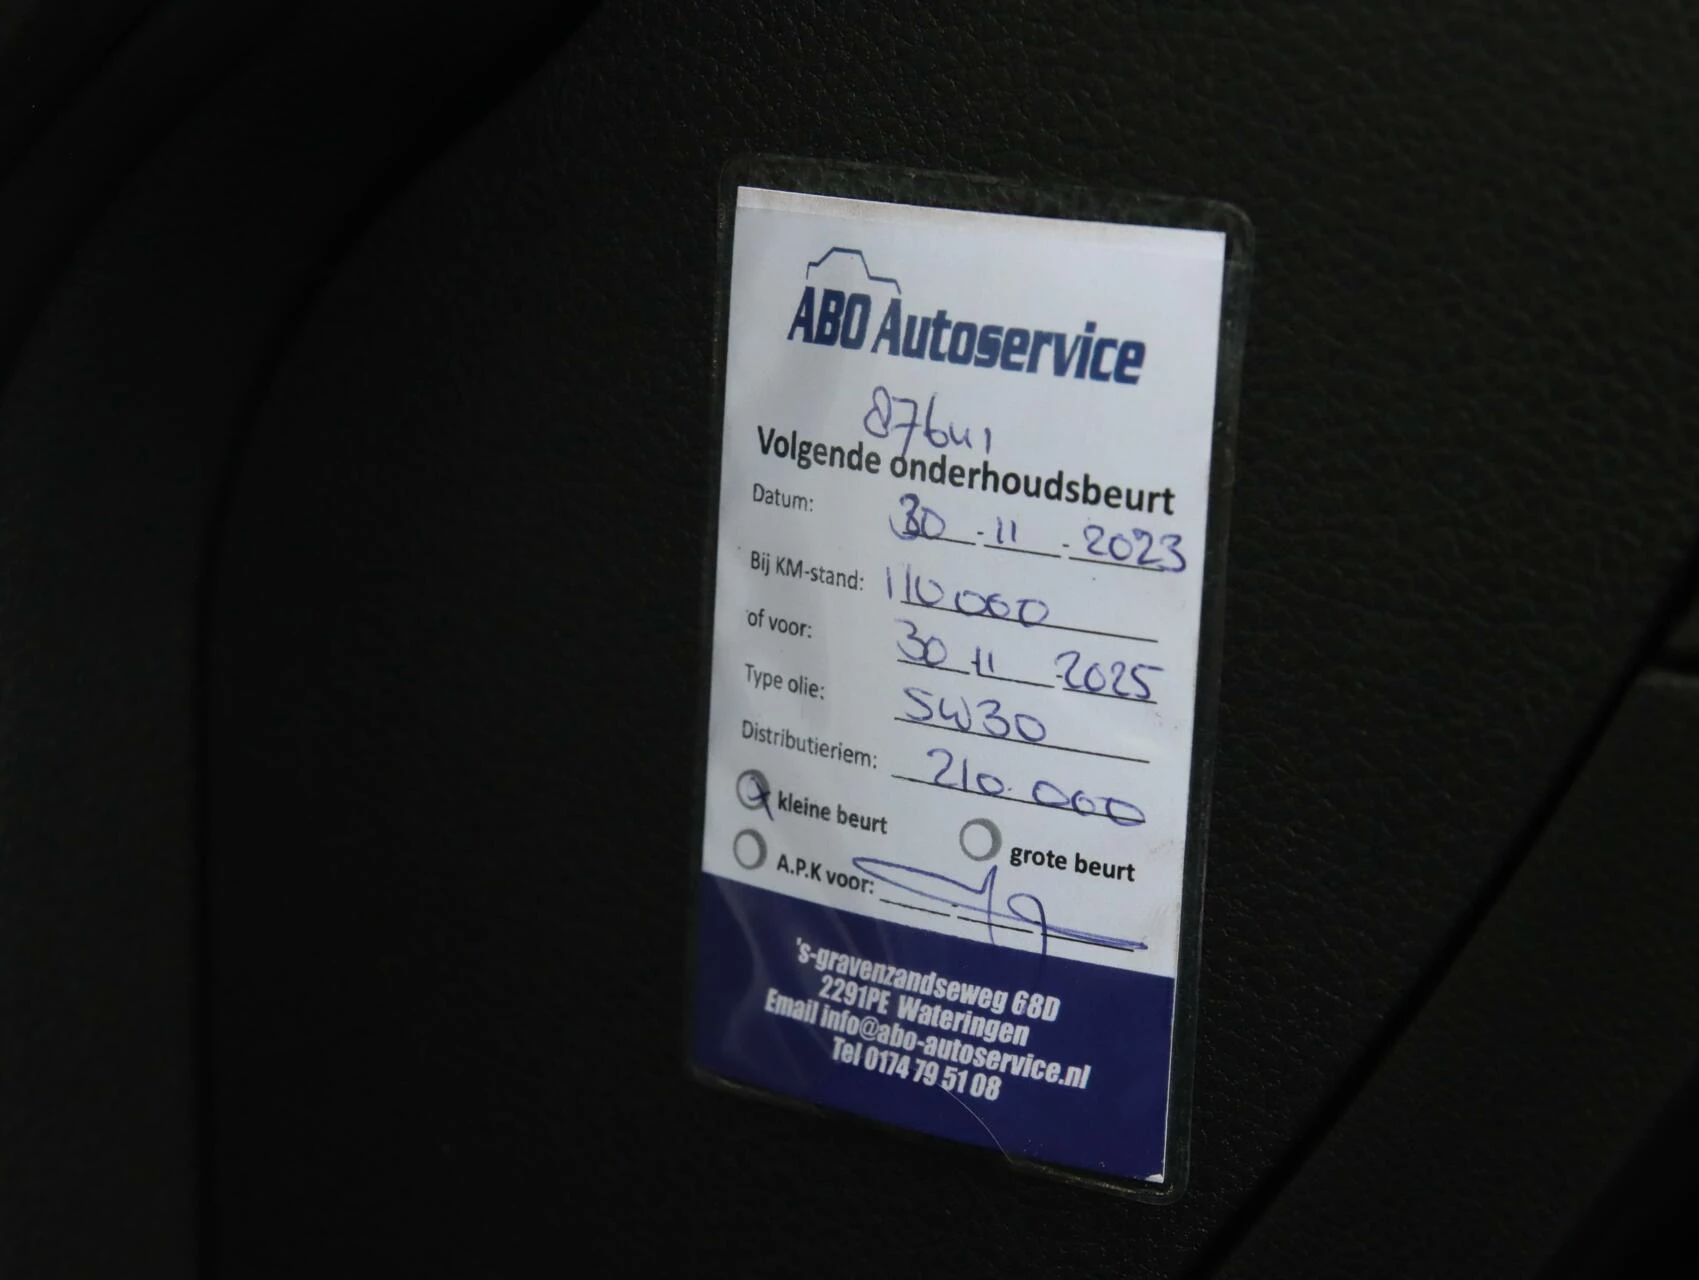 ABO Autoservice
87641
Volgende onderhoudsbeurt
Datum: 30 - 11 - 2023
Bij KM-stand: 110 000
of voor: 30 - 11 - 2025
Type olie: 5W30
Distributieriem: 210.000
kleine beurt grote beurt
A.P.K voor:
's-gravenzandseweg 68D
2291PE Wateringen
Email info@abo-autoservice.nl
Tel 0174 79 51 08